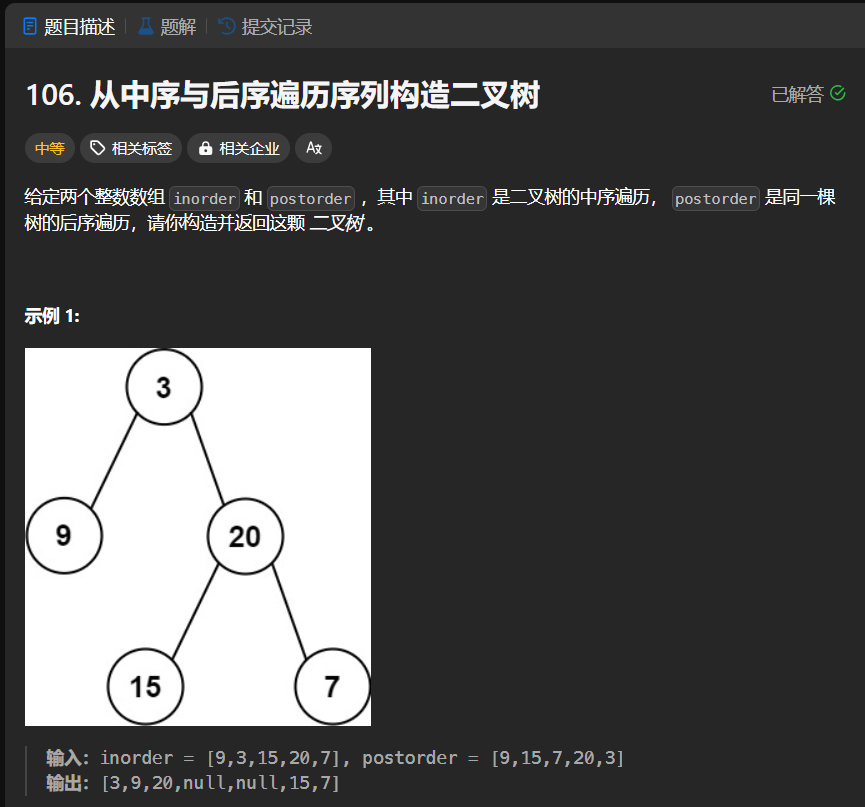 题目描述 题解 提交记录
106. 从中序与后序遍历序列构造二叉树 已解答
中等 相关标签 相关企业 Aあ
给定两个整数数组 inorder 和 postorder ，其中 inorder 是二叉树的中序遍历， postorder 是同一棵
树的后序遍历，请你构造并返回这颗 二叉树 。
示例 1:
3
9 20
15 7
输入：inorder = [9,3,15,20,7], postorder = [9,15,7,20,3]
输出：[3,9,20,null,null,15,7]